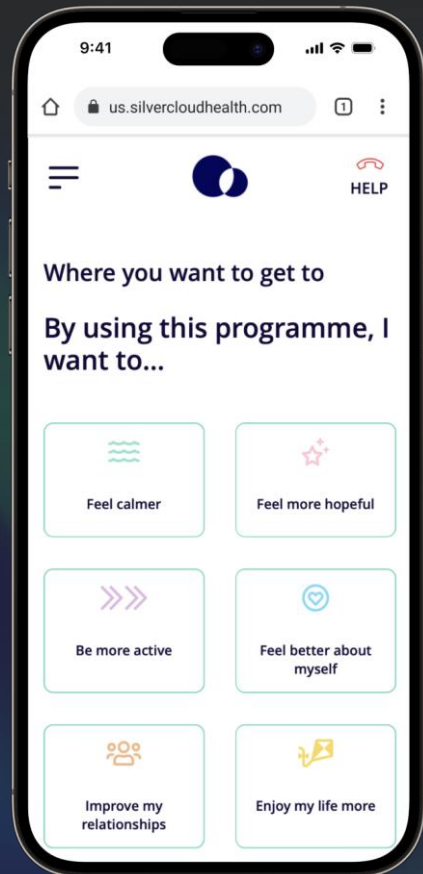 9:41
us.silvercloudhealth.com
1
HELP
Where you want to get to
By using this programme, I
want to...
Feel calmer
Feel more hopeful
Be more active
Feel better about
myself
Improve my
relationships
Enjoy my life more